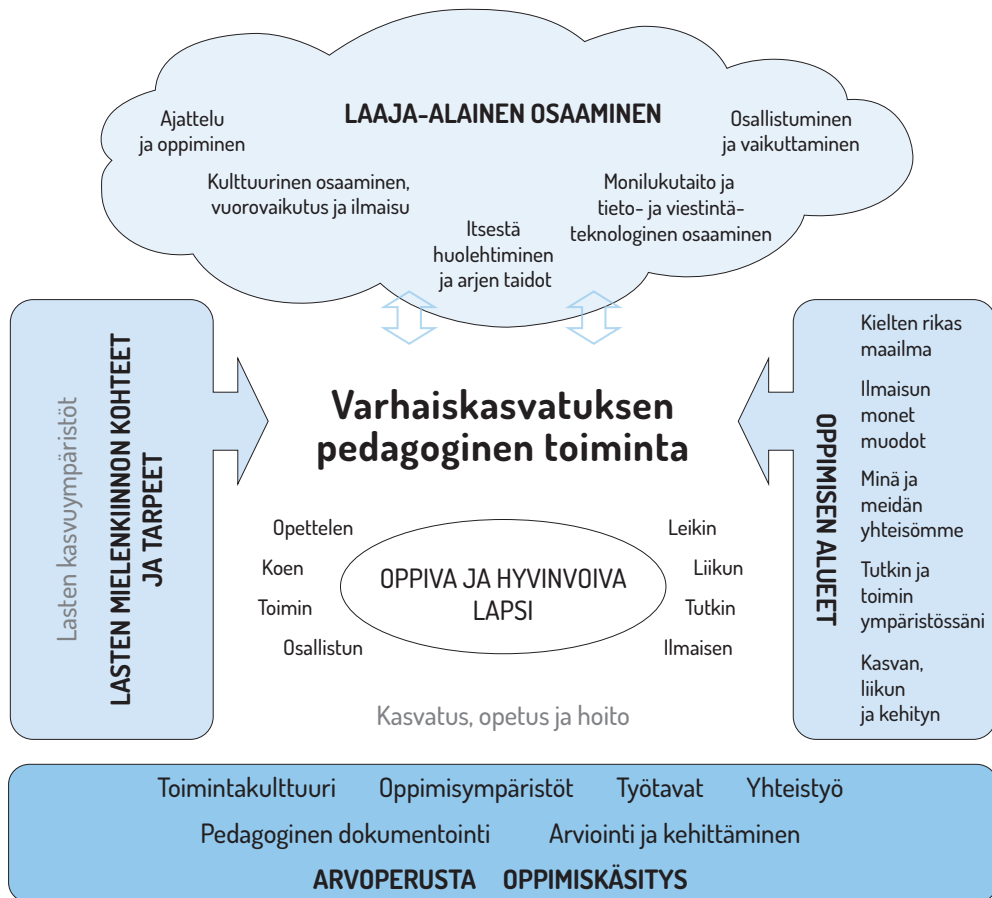 LAAJA-ALAINEN OSAAMINEN
Ajattelu
ja oppiminen
Osallistuminen
ja vaikuttaminen
Kulttuurinen osaaminen,
vuorovaikutus ja ilmaisu
Monilukutaito ja
tieto- ja viestintä-
teknologinen osaaminen
Itsestä
huolehtiminen
ja arjen taidot
Lasten kasvuympäristöt
LASTEN MIELENKIINNON KOHTEET
JA TARPEET
Varhaiskasvatuksen
pedagoginen toiminta
Opettelen
Koen
Toimin
Osallistun
OPPIVA JA HYVINVOIVA
LAPSI
Leikin
Liikun
Tutkin
Ilmaisen
Kasvatus, opetus ja hoito
OPPIMISEN ALUEET
Kielten rikas
maailma
Ilmaisun
monet
muodot
Minä ja
meidän
yhteisömme
Tutkin ja
toimin
ympäristössäni
Kasvan,
liikun
ja kehityn
Toimintakulttuuri Oppimisympäristöt Työtavat Yhteistyö
Pedagoginen dokumentointi Arviointi ja kehittäminen
ARVOPERUSTA OPPIMISKÄSITYS